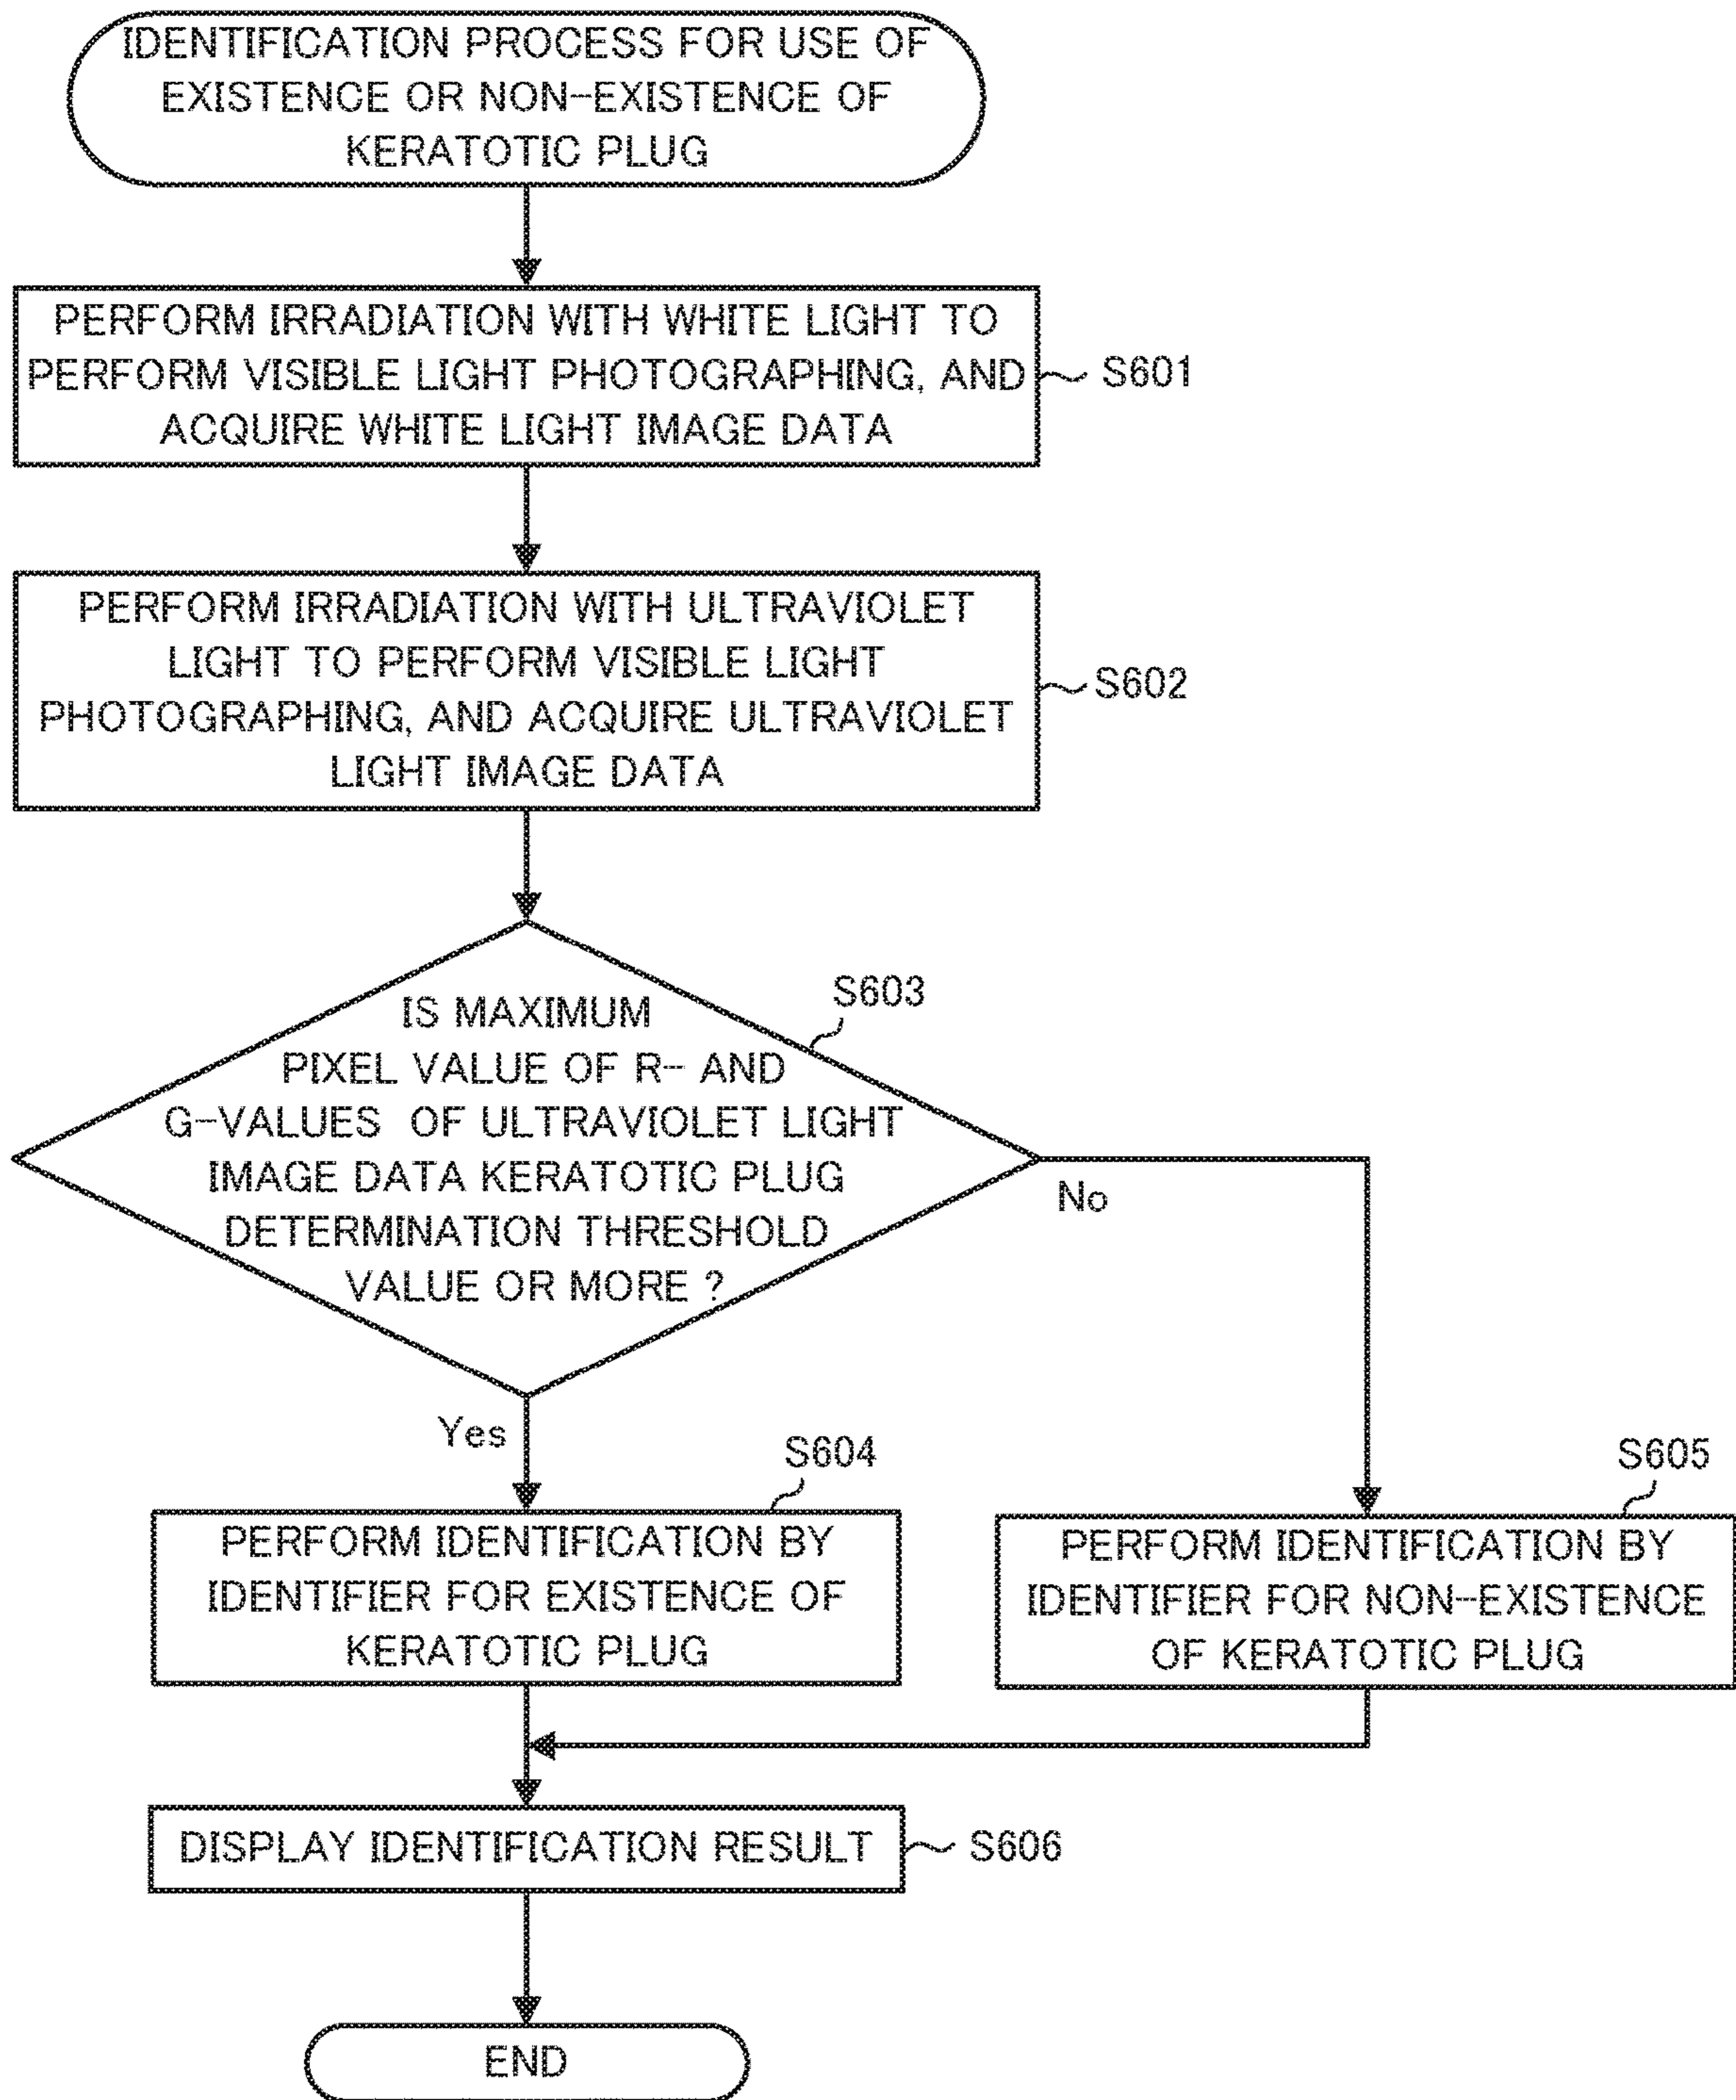 IDENTIFICATION PROCESS FOR USE OF
EXISTENCE OR NON-EXISTENCE OF
KERATOTIC PLUG
PERFORM IRRADIATION WITH WHITE LIGHT TO
PERFORM VISIBLE LIGHT PHOTOGRAPHING, AND
ACQUIRE WHITE LIGHT IMAGE DATA
S601
PERFORM IRRADIATION WITH ULTRAVIOLET
LIGHT TO PERFORM VISIBLE LIGHT
PHOTOGRAPHING, AND ACQUIRE ULTRAVIOLET
LIGHT IMAGE DATA
S602
S603
IS MAXIMUM
PIXEL VALUE OF R- AND
G-VALUES OF ULTRAVIOLET LIGHT
IMAGE DATA KERATOTIC PLUG
DETERMINATION THRESHOLD
VALUE OR MORE ?
No
Yes
S604
PERFORM IDENTIFICATION BY
IDENTIFIER FOR EXISTENCE OF
KERATOTIC PLUG
S605
PERFORM IDENTIFICATION BY
IDENTIFIER FOR NON-EXISTENCE
OF KERATOTIC PLUG
DISPLAY IDENTIFICATION RESULT
S606
END